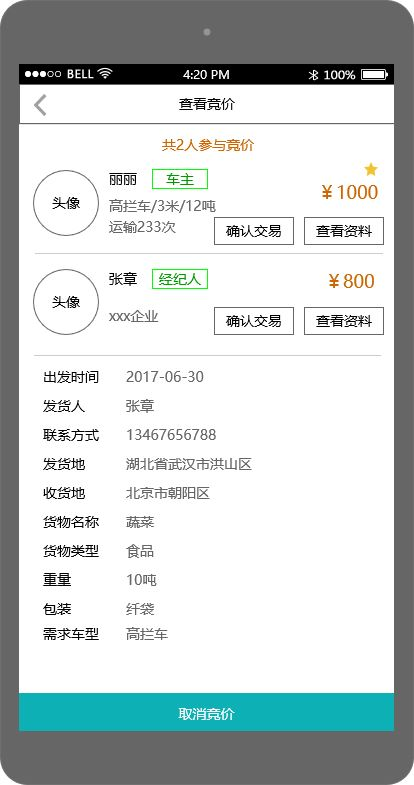 BELL 4:20 PM 100%
查看竞价
共2人参与竞价
头像 丽丽 车主 ￥1000
高拦车/3米/12吨
运输233次 确认交易 查看资料
头像 张章 经纪人 ￥800
xxx企业 确认交易 查看资料
出发时间 2017-06-30
发货人 张章
联系方式 13467656788
发货地 湖北省武汉市洪山区
收货地 北京市朝阳区
货物名称 蔬菜
货物类型 食品
重量 10吨
包装 纤袋
需求车型 高拦车
取消竞价